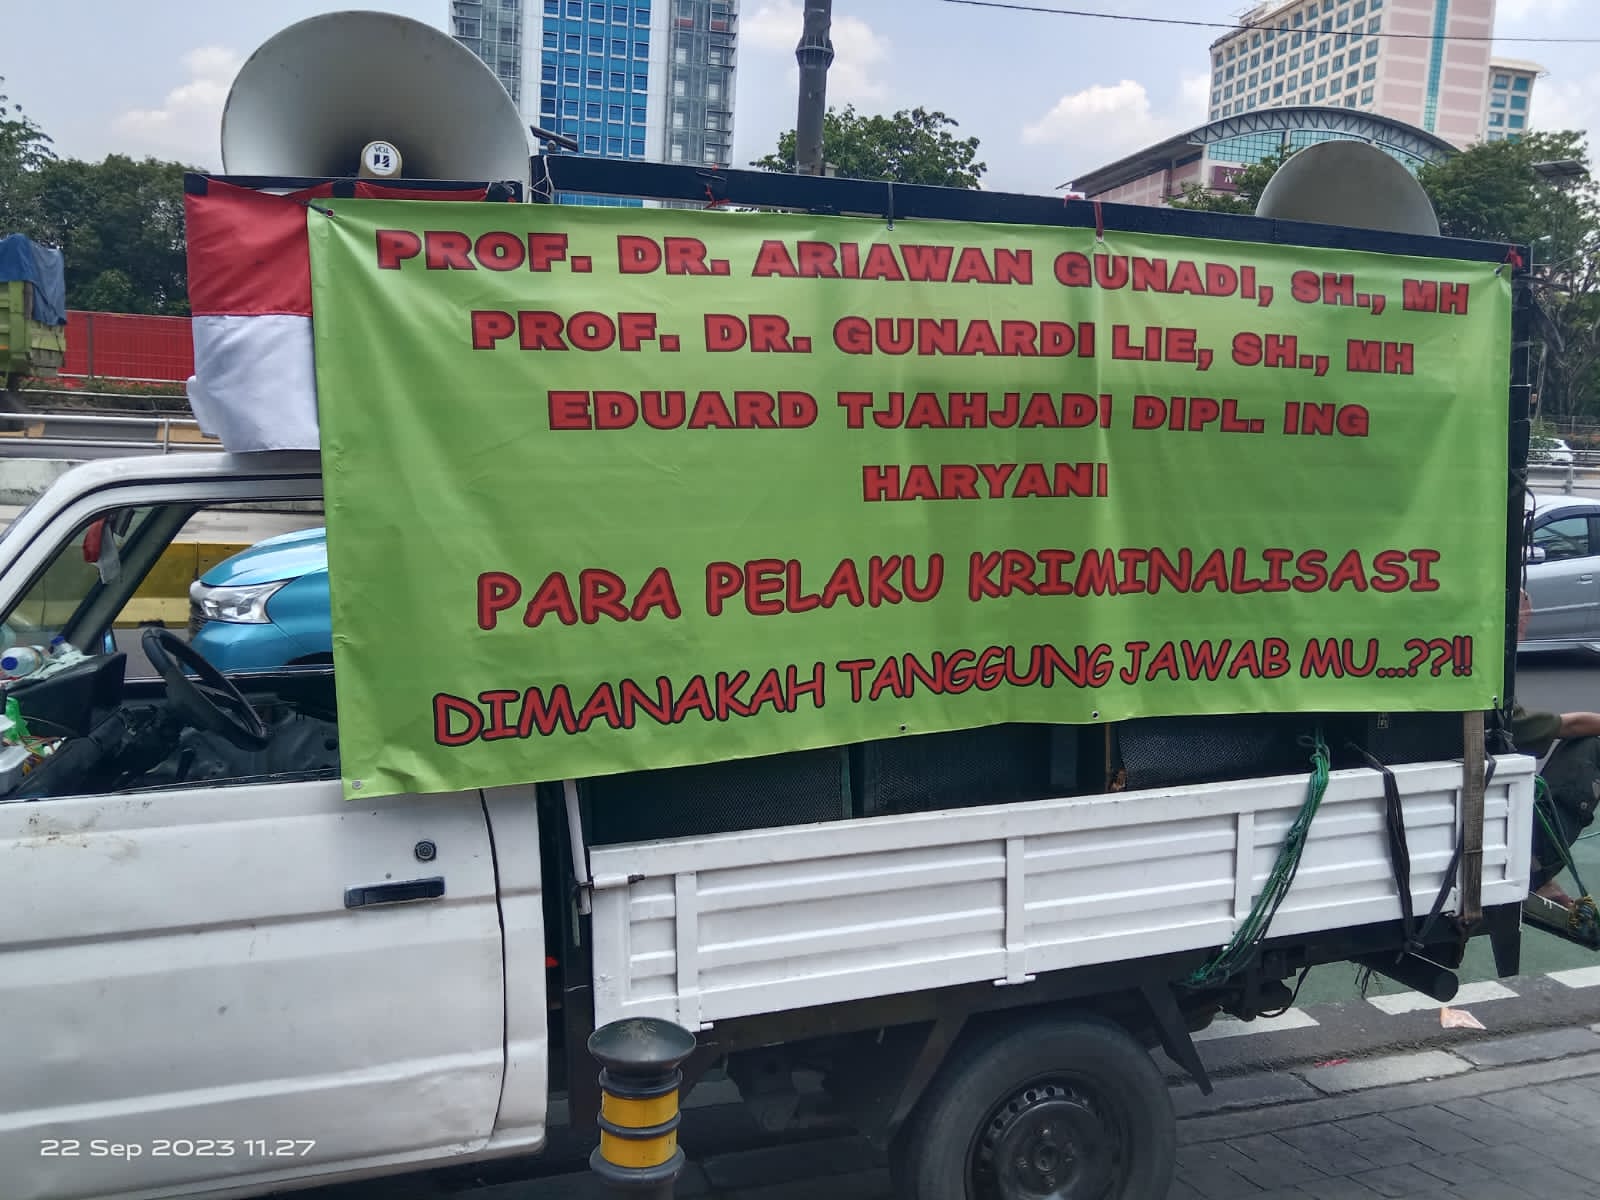 TOA
PROF. DR. ARIAWAN GUNADI, SH., MH
PROF. DR. GUNARDI LIE, SH., MH
EDUARD TJAHJADI DIPL. ING
HARYANI
PARA PELAKU KRIMINALISASI
DIMANAKAH TANGGUNG JAWAB MU...??!!
22 Sep 2023 11.27